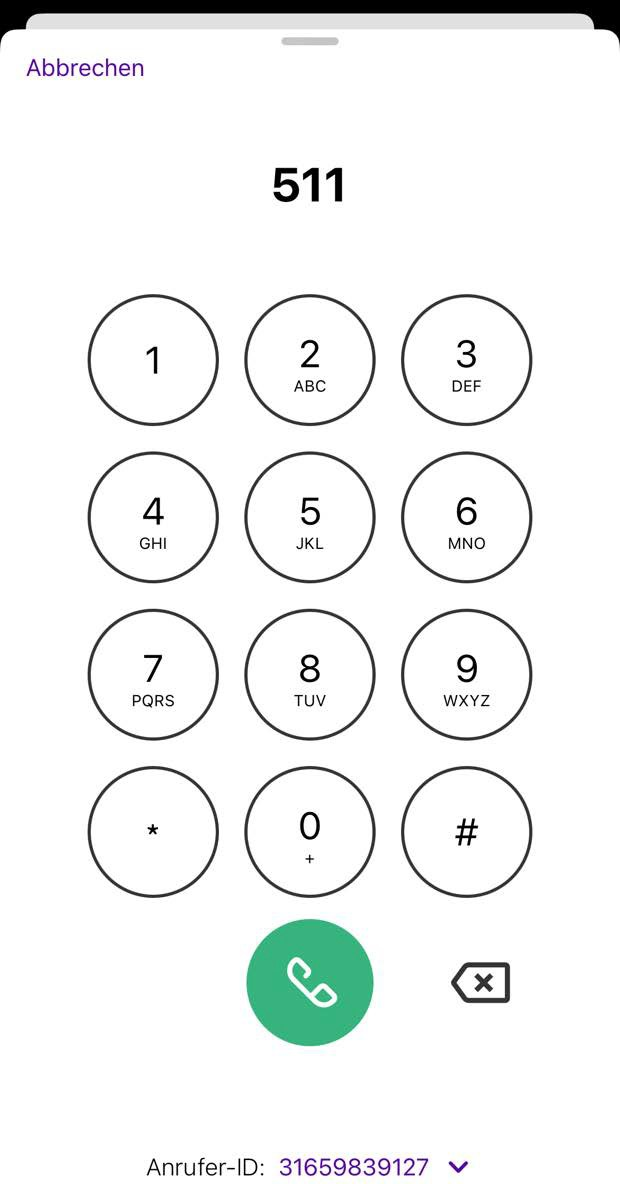 Abbrechen
511
1 2 3
ABC DEF
4 5 6
GHI JKL MNO
7 8 9
PQRS TUV WXYZ
* 0 #
+
Anrufer-ID: 31659839127